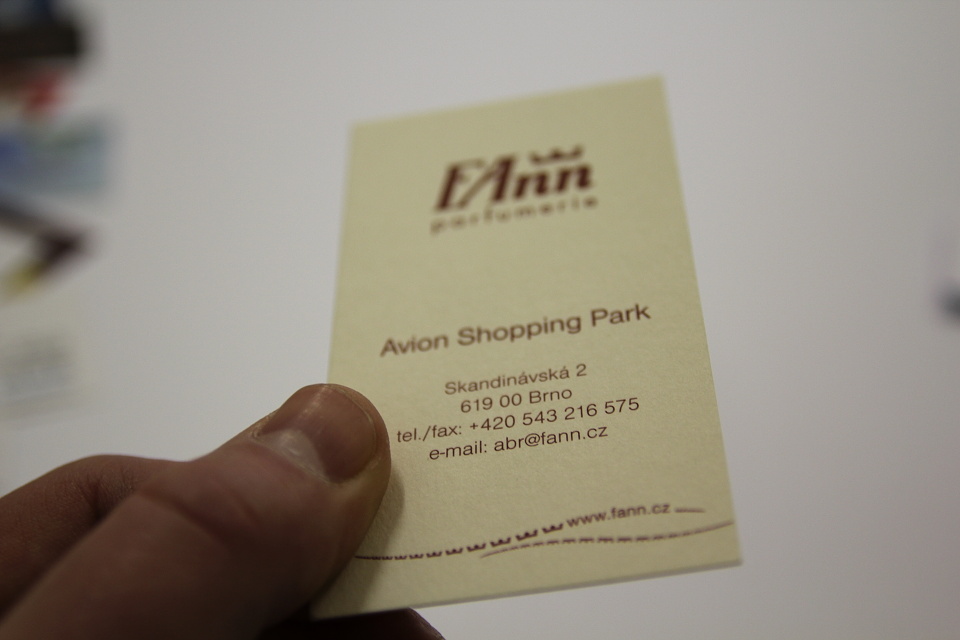 FAnn
parfumerie
Avion Shopping Park
Skandinávská 2
619 00 Brno
tel./fax: +420 543 216 575
e-mail: abr@fann.cz
www.fann.cz